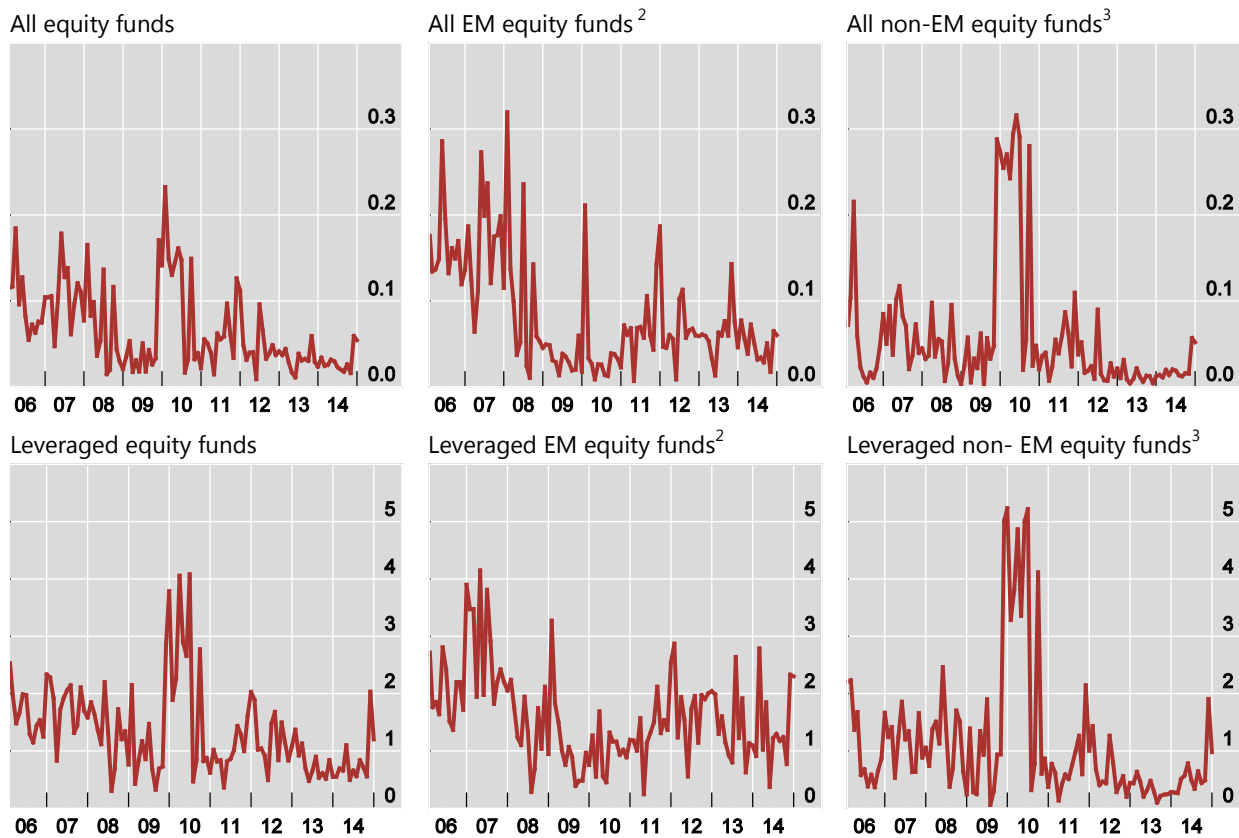 All equity funds
All EM equity funds 2
All non-EM equity funds3
0.3
0.2
0.1
0.0
06 07 08 09 10 11 12 13 14
0.3
0.2
0.1
0.0
06 07 08 09 10 11 12 13 14
0.3
0.2
0.1
0.0
06 07 08 09 10 11 12 13 14
Leveraged equity funds
Leveraged EM equity funds2
Leveraged non- EM equity funds3
5
4
3
2
1
0
06 07 08 09 10 11 12 13 14
5
4
3
2
1
0
06 07 08 09 10 11 12 13 14
5
4
3
2
1
0
06 07 08 09 10 11 12 13 14